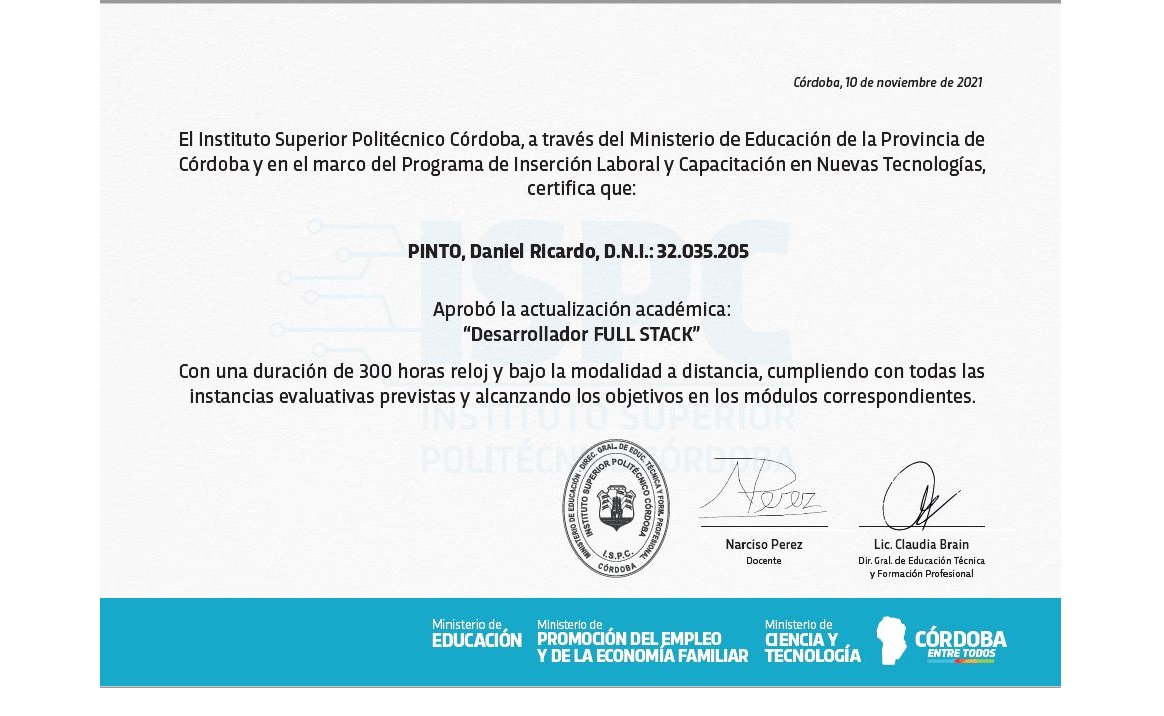 Córdoba, 10 de noviembre de 2021
El Instituto Superior Politécnico Córdoba, a través del Ministerio de Educación de la Provincia de
Córdoba y en el marco del Programa de Inserción Laboral y Capacitación en Nuevas Tecnologías,
certifica que:
PINTO, Daniel Ricardo, D.N.I.: 32.035.205
Aprobó la actualización académica:
“Desarrollador FULL STACK”
Con una duración de 300 horas reloj y bajo la modalidad a distancia, cumpliendo con todas las
instancias evaluativas previstas y alcanzando los objetivos en los módulos correspondientes.
ISPC
INSTITUTO SUPERIOR
POLITÉCNICO CÓRDOBA
MINISTERIO DE EDUCACIÓN - DIREC. GRAL. DE EDUC. TÉCNICA Y FORM. PROFESIONAL
INSTITUTO SUPERIOR POLITÉCNICO CÓRDOBA
I.S.P.C.
CÓRDOBA
NPerez
Narciso Perez
Docente
Lic. Claudia Brain
Dir. Gral. de Educación Técnica
y Formación Profesional
Ministerio de
EDUCACIÓN
Ministerio de
PROMOCIÓN DEL EMPLEO
Y DE LA ECONOMÍA FAMILIAR
Ministerio de
CIENCIA Y
TECNOLOGÍA
CÓRDOBA
ENTRE TODOS